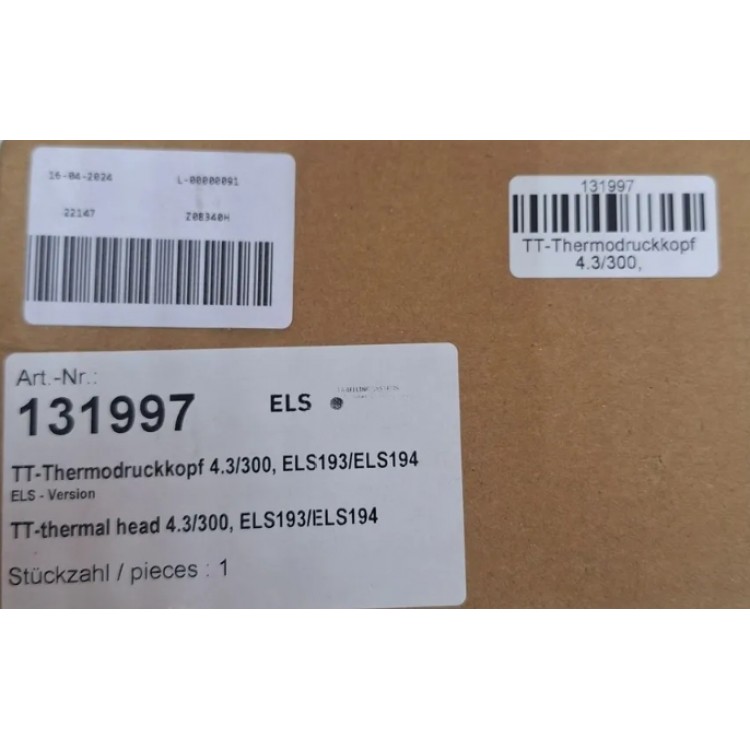 16-04-2024 L-00000091
22147 Z0E340H
131997
TT-Thermodruckkopf
4.3/300,
Art.-Nr.:
131997 ELS
TT-Thermodruckkopf 4.3/300, ELS193/ELS194
ELS - Version
TT-thermal head 4.3/300, ELS193/ELS194
Stückzahl / pieces : 1